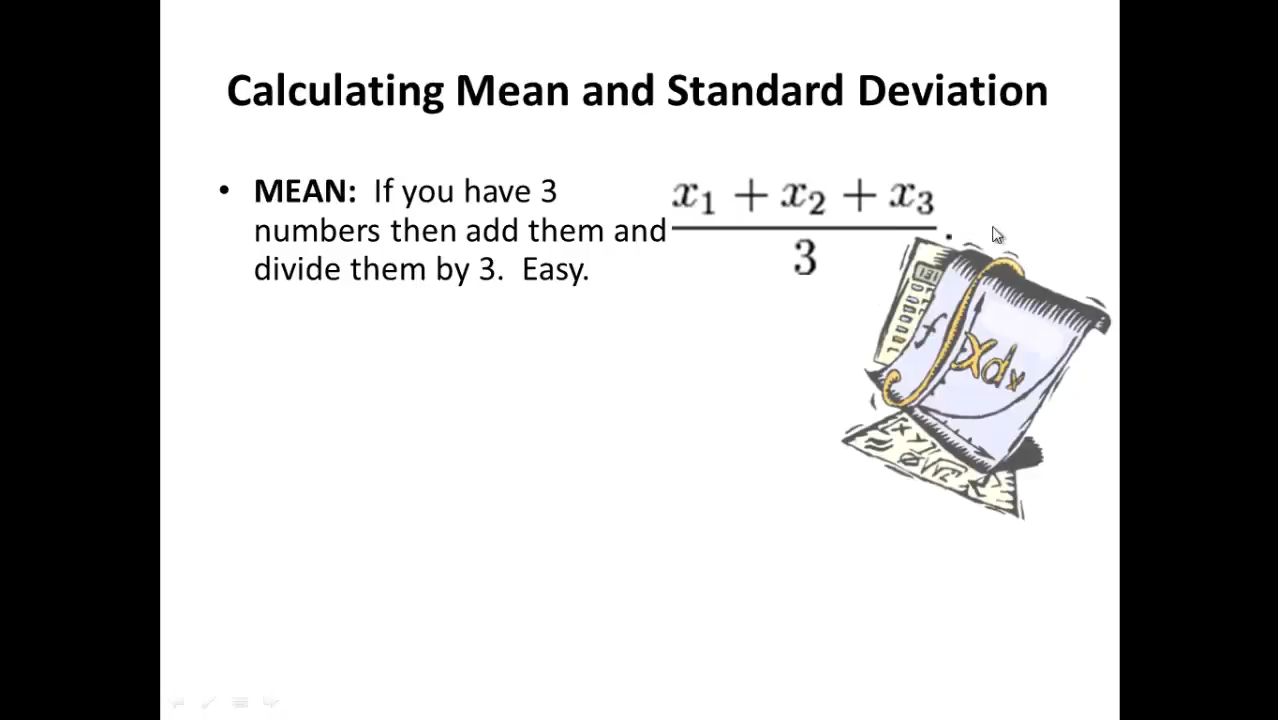 Calculating Mean and Standard Deviation
• MEAN: If you have 3
numbers then add them and
divide them by 3. Easy.
x₁ + x₂ + x₃
3 .
∫ xdx